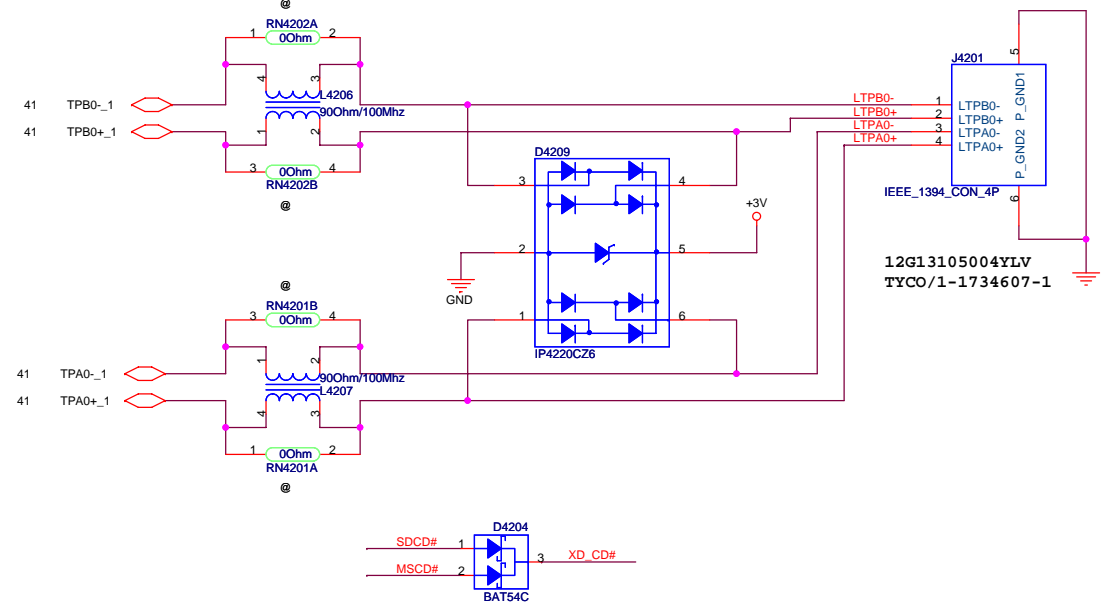 @
RN4202A
1 0Ohm 2
4 3
L4206
90Ohm/100Mhz
1 2
3 0Ohm 4
RN4202B
@
41 TPB0-_1
41 TPB0+_1
J4201
5
LTPB0- 1 LTPB0-
LTPB0+ 2 LTPB0+
LTPA0- 3 LTPA0-
LTPA0+ 4 LTPA0+
P_GND1
P_GND2
6
IEEE_1394_CON_4P
12G13105004YLV
TYCO/1-1734607-1
D4209
3 4
+3V
2 5
GND
1 6
IP4220CZ6
@
RN4201B
3 0Ohm 4
1 2
90Ohm/100Mhz
L4207
4 3
1 0Ohm 2
RN4201A
@
41 TPA0-_1
41 TPA0+_1
D4204
SDCD# 1
3 XD_CD#
MSCD# 2
BAT54C